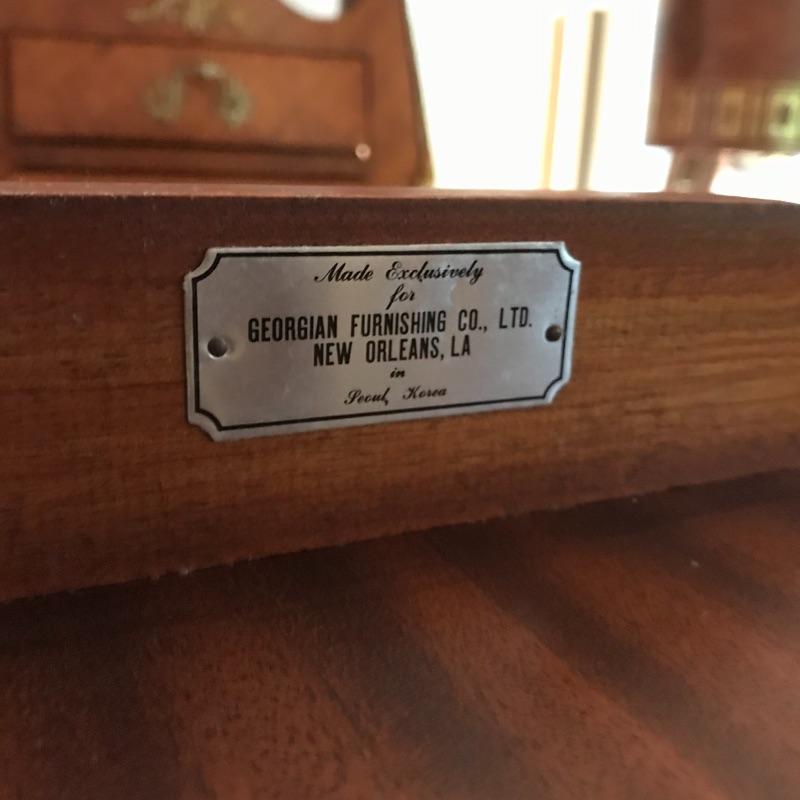 Made Exclusively
for
GEORGIAN FURNISHING CO., LTD.
NEW ORLEANS, LA
in
Seoul, Korea